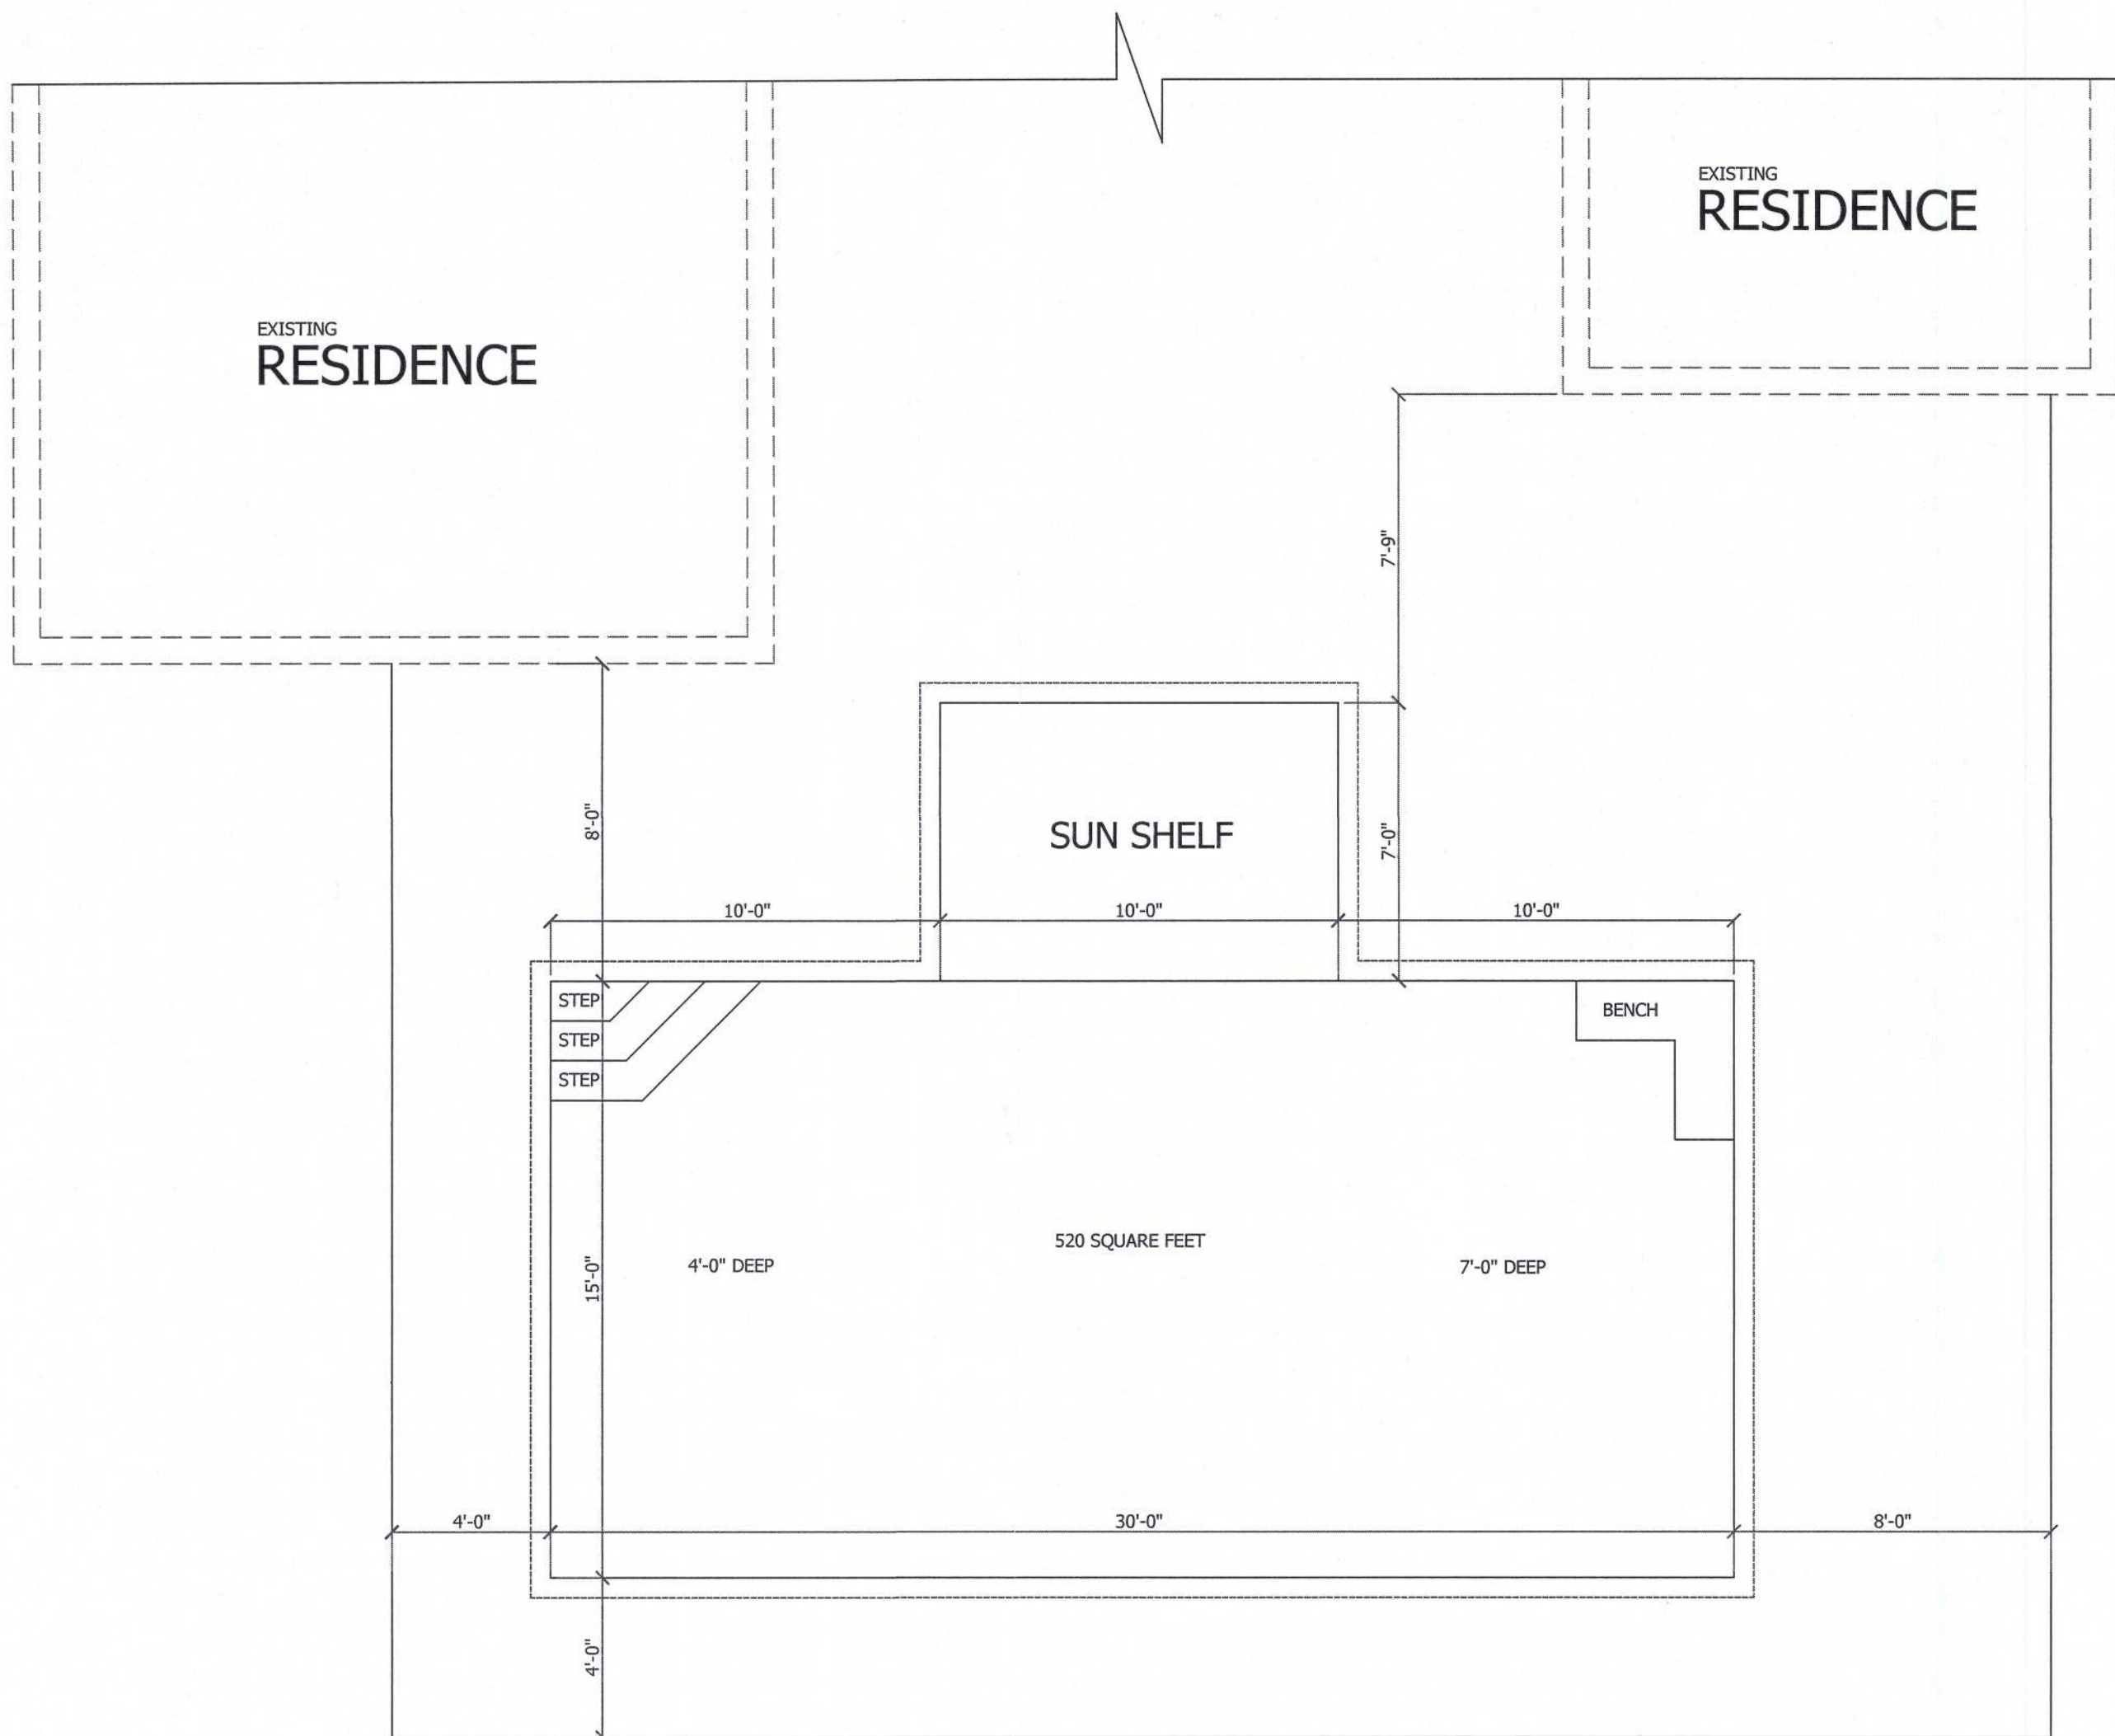 EXISTING
RESIDENCE
EXISTING
RESIDENCE
7'-9"
8'-0"
SUN SHELF
7'-0"
10'-0"
10'-0"
10'-0"
STEP
STEP
STEP
BENCH
520 SQUARE FEET
4'-0" DEEP
7'-0" DEEP
15'-0"
4'-0"
30'-0"
8'-0"
4'-0"